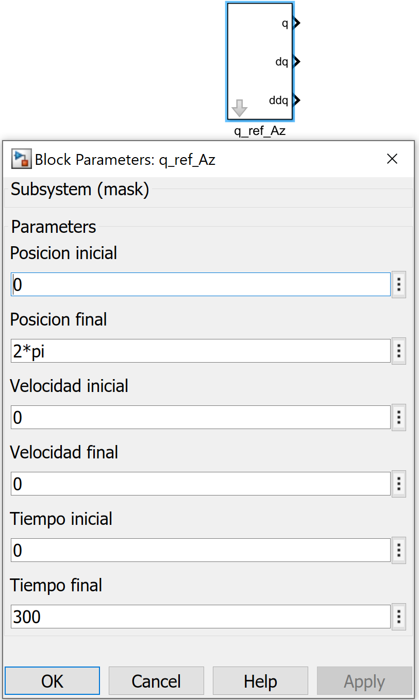 q
dq
ddq
q_ref_Az
Block Parameters: q_ref_Az
Subsystem (mask)
Parameters
Posicion inicial
0
Posicion final
2*pi
Velocidad inicial
0
Velocidad final
0
Tiempo inicial
0
Tiempo final
300
OK Cancel Help Apply